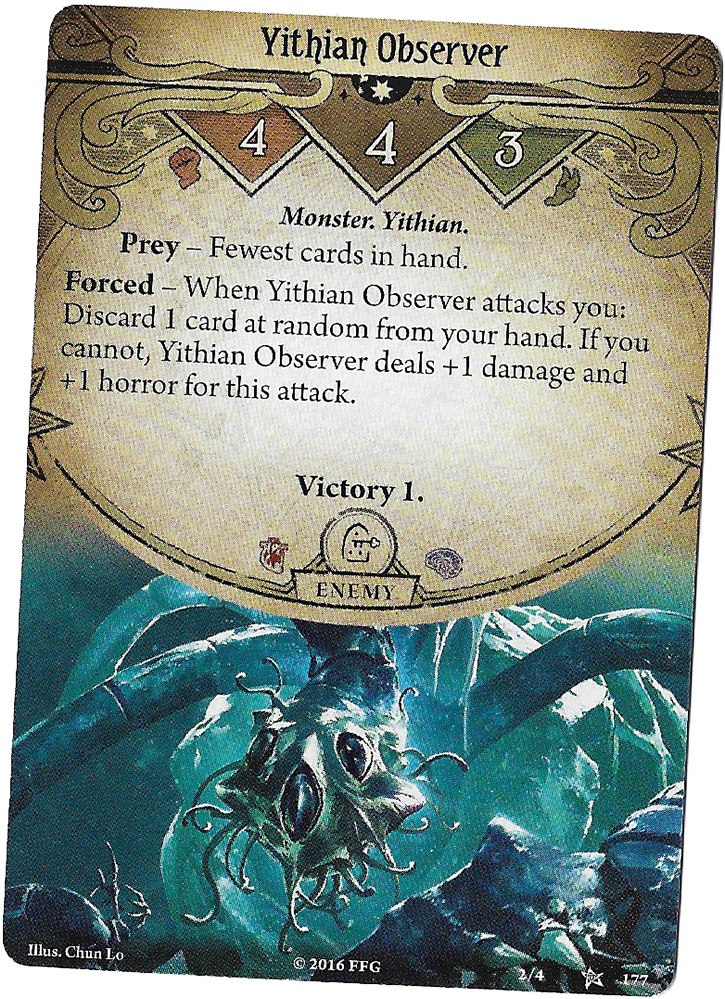 Yithian Observer
4 4 3
Monster. Yithian.
Prey – Fewest cards in hand.
Forced – When Yithian Observer attacks you:
Discard 1 card at random from your hand. If you
cannot, Yithian Observer deals +1 damage and
+1 horror for this attack.
Victory 1.
ENEMY
Illus. Chun Lo
© 2016 FFG
2/4
177